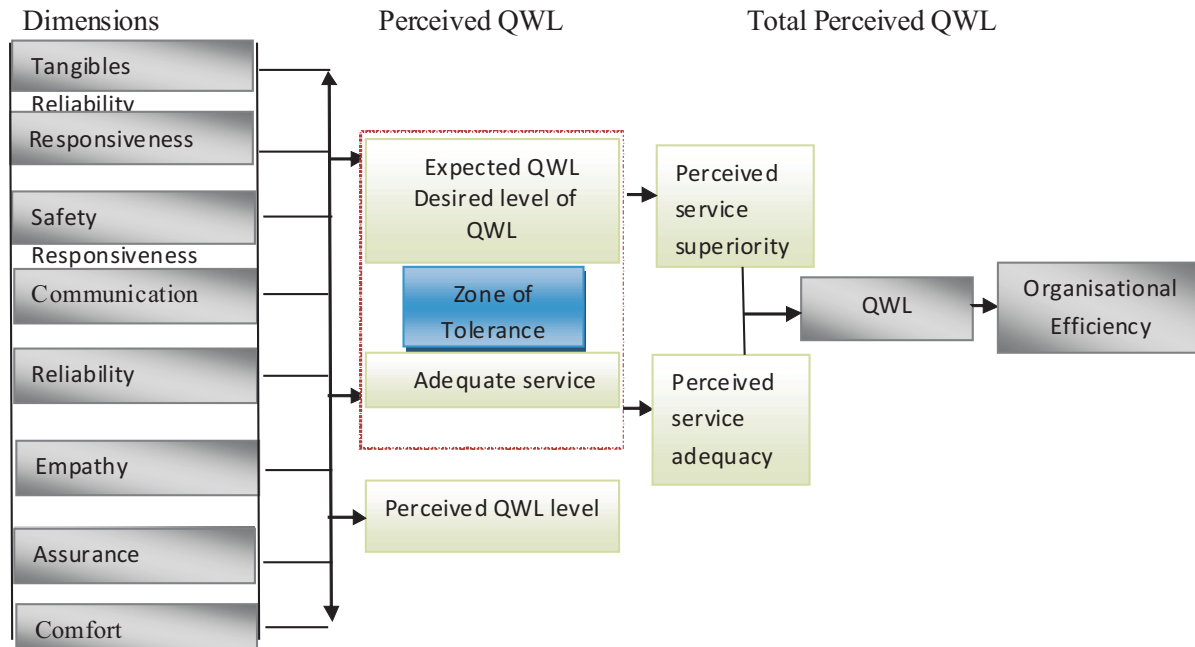 Dimensions
Perceived QWL
Total Perceived QWL
Tangibles
Reliability
Responsiveness
Safety
Responsiveness
Communication
Reliability
Empathy
Assurance
Comfort
Expected QWL
Desired level of
QWL
Zone of
Tolerance
Adequate service
Perceived QWL level
Perceived
service
superiority
Perceived
service
adequacy
QWL
Organisational
Efficiency